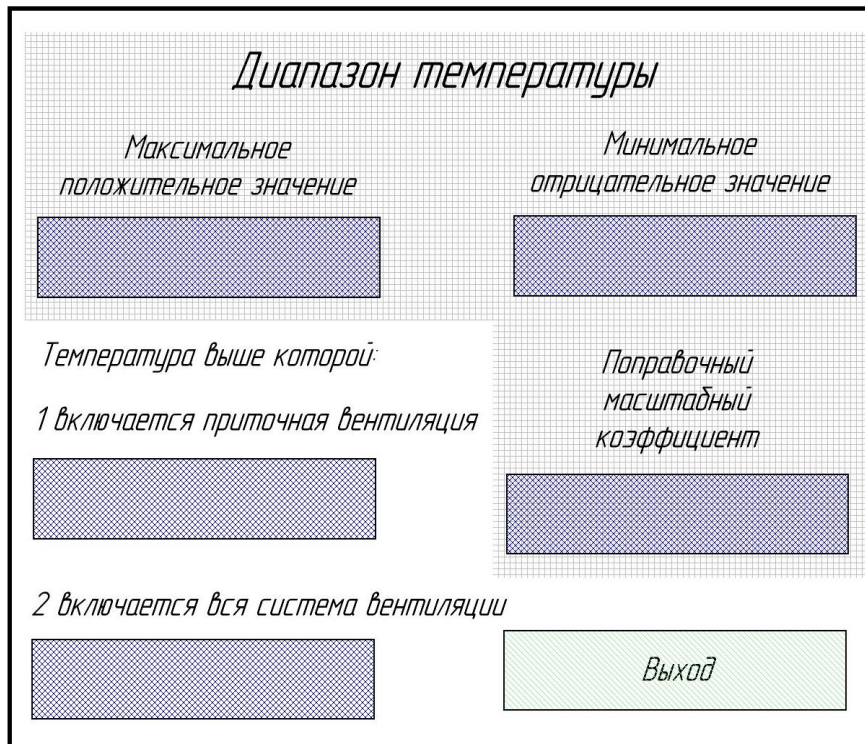 Диапазон температуры
Максимальное
положительное значение
Минимальное
отрицательное значение
Температура выше которой:
1 включается приточная вентиляция
Поправочный
масштабный
коэффициент
2 включается вся система вентиляции
Выход